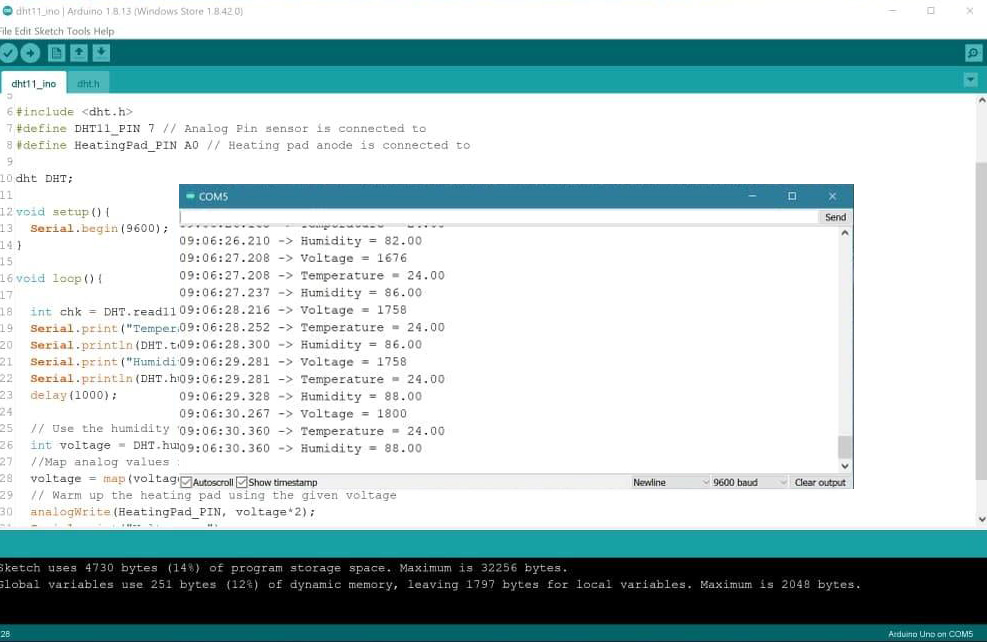 dht11_ino | Arduino 1.8.13 (Windows Store 1.8.42.0)
File Edit Sketch Tools Help
dht11_ino dht.h
5
6 #include <dht.h>
7 #define DHT11_PIN 7 // Analog Pin sensor is connected to
8 #define HeatingPad_PIN A0 // Heating pad anode is connected to
9
10 dht DHT;
11
12 void setup(){
13 Serial.begin(9600);
14 }
15
16 void loop(){
17
18 int chk = DHT.read11
19 Serial.print("Temper
20 Serial.println(DHT.te
21 Serial.print("Humidi
22 Serial.println(DHT.h
23 delay(1000);
24
25 // Use the humidity
26 int voltage = DHT.hu
27 //Map analog values
28 voltage = map(voltag
29 // Warm up the heating pad using the given voltage
30 analogWrite(HeatingPad_PIN, voltage*2);
COM5
Send
09:06:26.210 -> Humidity = 82.00
09:06:27.208 -> Voltage = 1676
09:06:27.208 -> Temperature = 24.00
09:06:27.237 -> Humidity = 86.00
09:06:28.216 -> Voltage = 1758
09:06:28.252 -> Temperature = 24.00
09:06:28.300 -> Humidity = 86.00
09:06:29.281 -> Voltage = 1758
09:06:29.281 -> Temperature = 24.00
09:06:29.328 -> Humidity = 88.00
09:06:30.267 -> Voltage = 1800
09:06:30.360 -> Temperature = 24.00
09:06:30.360 -> Humidity = 88.00
Autoscroll Show timestamp Newline 9600 baud Clear output
Sketch uses 4730 bytes (14%) of program storage space. Maximum is 32256 bytes.
Global variables use 251 bytes (12%) of dynamic memory, leaving 1797 bytes for local variables. Maximum is 2048 bytes.
28 Arduino Uno on COM5